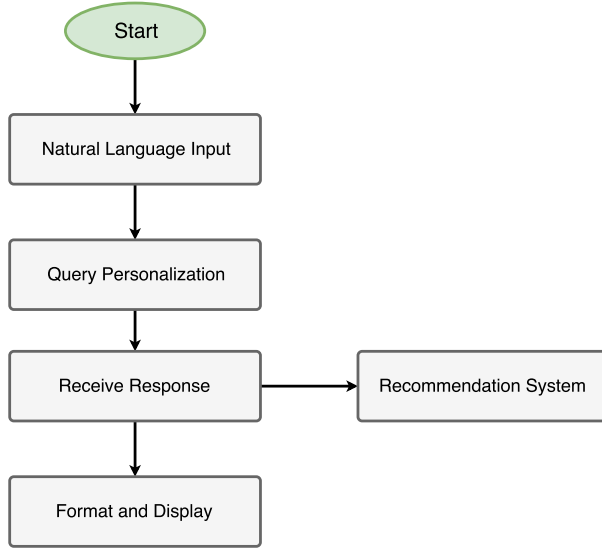 Start
Natural Language Input
Query Personalization
Receive Response
Recommendation System
Format and Display